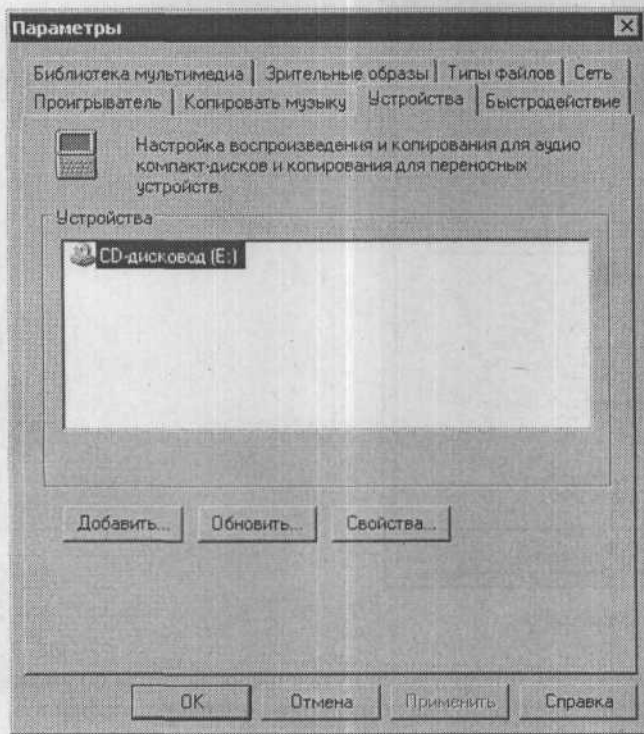 Параметры
Библиотека мультимедиа Зрительные образы Типы файлов Сеть
Проигрыватель Копировать музыку Устройства Быстродействие
Настройка воспроизведения и копирования для аудио
компакт-дисков и копирования для переносных
устройств.
Устройства
CD-дисковод (E:)
Добавить... Обновить... Свойства...
OK Отмена Применить Справка